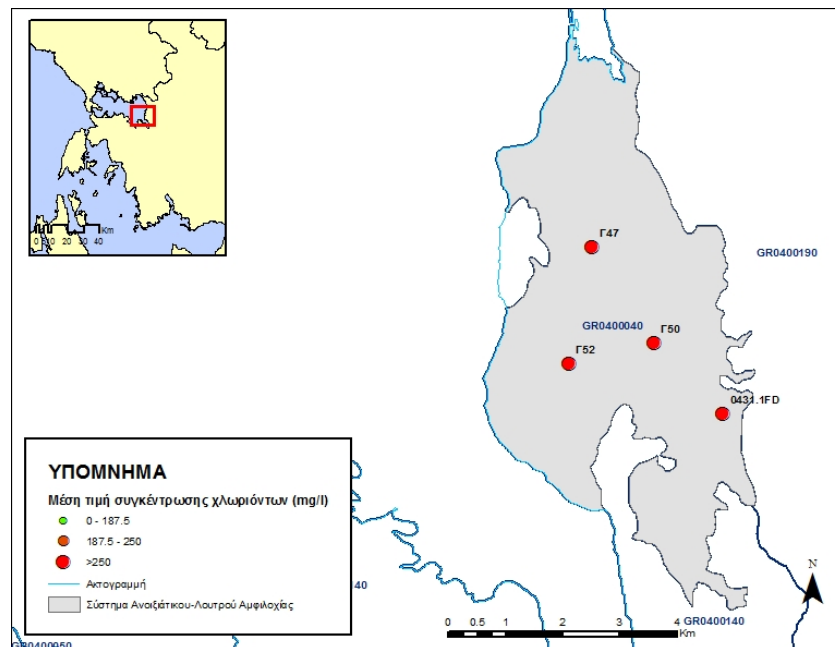 Km
0 5 10 20 30 40
Γ47
GR0400190
GR0400040
Γ50
Γ52
0431.1FD
ΥΠΟΜΝΗΜΑ
Μέση τιμή συγκέντρωσης χλωριόντων (mg/l)
0 - 187.5
187.5 - 250
>250
Ακτογραμμή
Σύστημα Ανοιξιάτικου-Λουτρού Αμφιλοχίας
40
N
0 0.5 1 2 3 4
Km
GR0400140
GR0400050